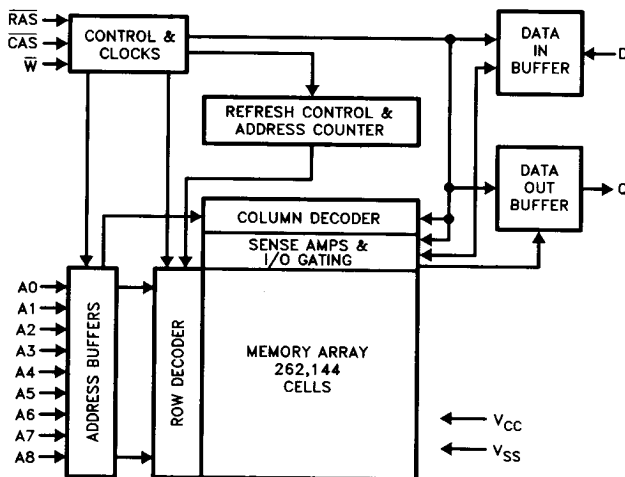 RAS
CAS
W
CONTROL &
CLOCKS
DATA
IN
BUFFER
D
REFRESH CONTROL &
ADDRESS COUNTER
DATA
OUT
BUFFER
Q
COLUMN DECODER
SENSE AMPS &
I/O GATING
A0
A1
A2
A3
A4
A5
A6
A7
A8
ADDRESS BUFFERS
ROW DECODER
MEMORY ARRAY
262,144
CELLS
VCC
VSS